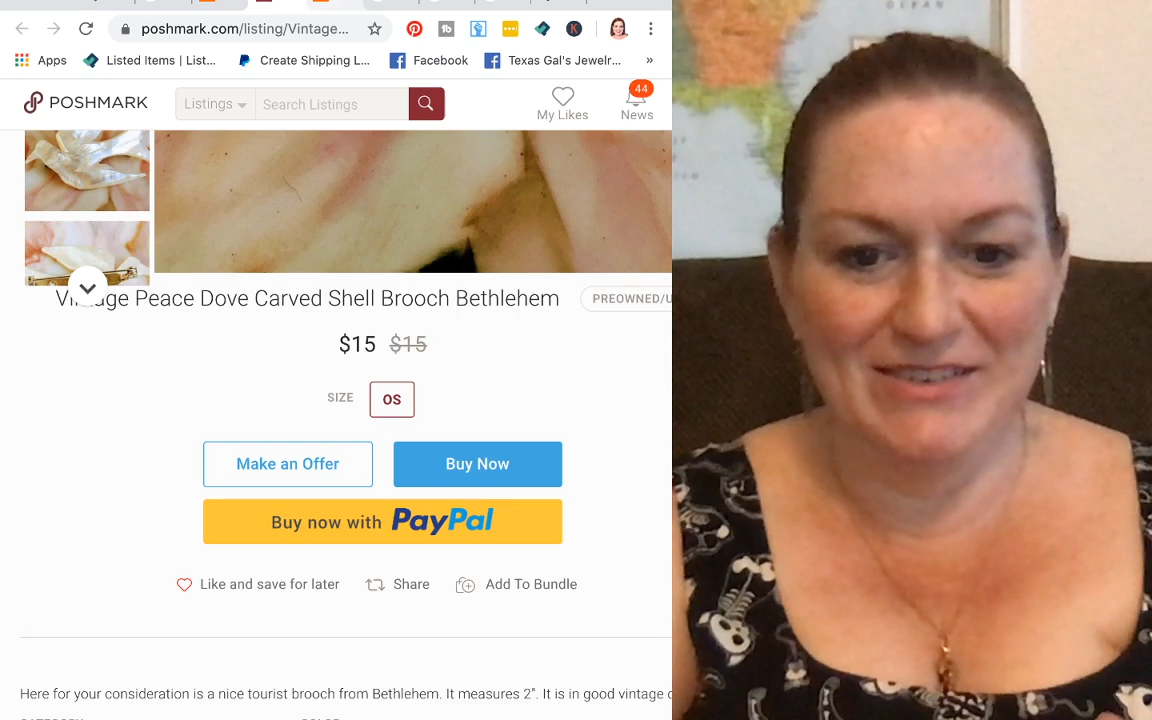 poshmark.com/listing/Vintage...
Apps
Listed Items | List...
Create Shipping L...
Facebook
Texas Gal's Jewelr...
»
POSHMARK
Listings
Search Listings
My Likes
44
News
OCEAN
Vintage Peace Dove Carved Shell Brooch Bethlehem
PREOWNED/U
$15 $15
SIZE
OS
Make an Offer
Buy Now
Buy now with PayPal
Like and save for later
Share
Add To Bundle
Here for your consideration is a nice tourist brooch from Bethlehem. It measures 2". It is in good vintage